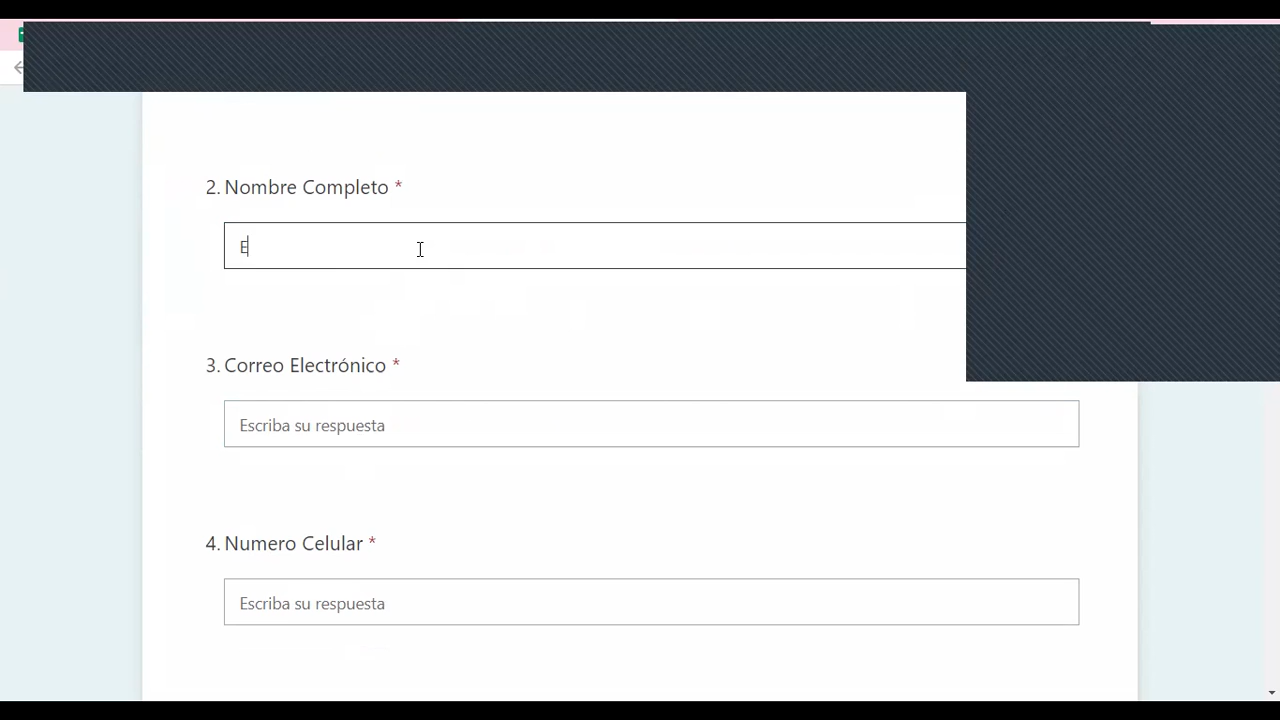 2. Nombre Completo *
E
3. Correo Electrónico *
Escriba su respuesta
4. Numero Celular *
Escriba su respuesta